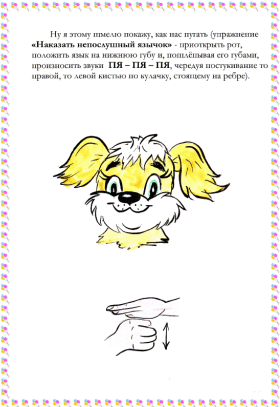 Ну я этому шмелю покажу, как нас пугать (упражнение
«Наказать непослушный язычок» - приоткрыть рот,
положить язык на нижнюю губу и, пошлёпывая его губами,
произносить звуки ПЯ – ПЯ – ПЯ, чередуя постукивание то
правой, то левой кистью по кулачку, стоящему на ребре).